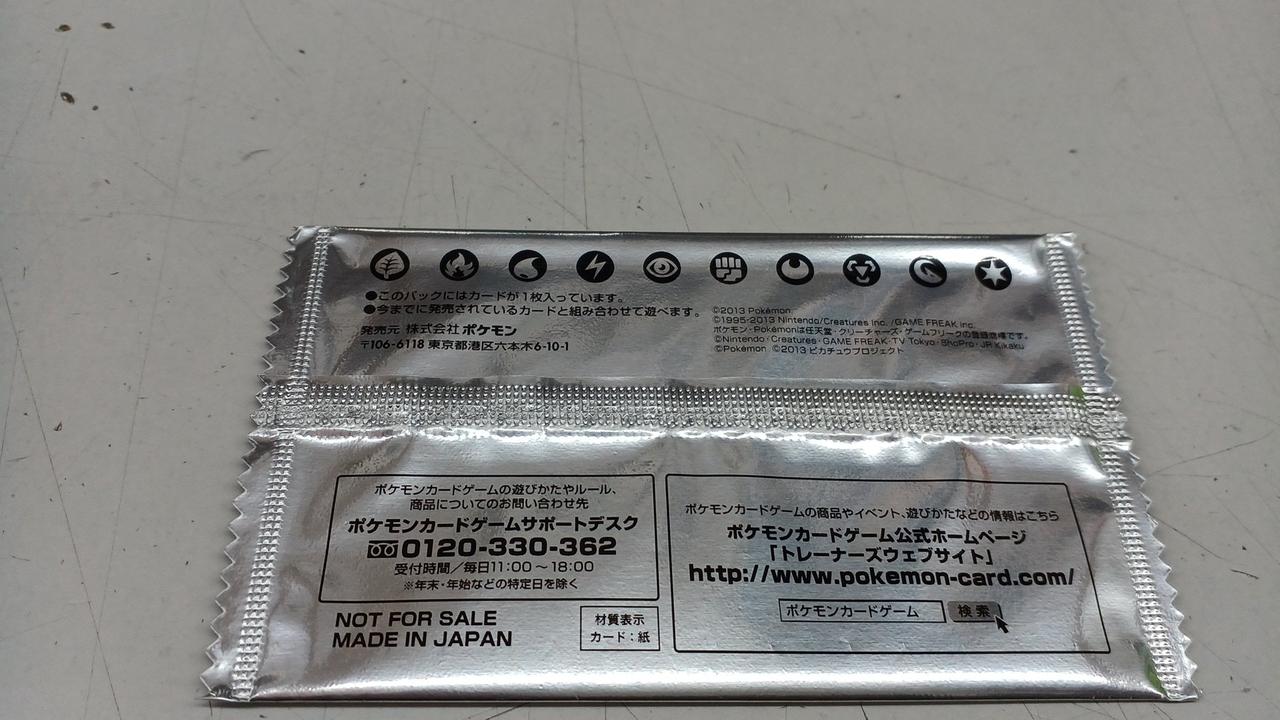 ●このパックにはカードが1枚入っています。
●今までに発売されているカードと組み合わせて遊べます。
発売元 株式会社ポケモン
〒106-6118 東京都港区六本木6-10-1
©2013 Pokémon.
©1995-2013 Nintendo/Creatures Inc. /GAME FREAK inc.
ポケモン・Pokémonは任天堂・クリーチャーズ・ゲームフリークの登録商標です。
©Nintendo・Creatures・GAME FREAK・TV Tokyo・ShoPro・JR Kikaku
©Pokémon ©2013 ピカチュウプロジェクト
ポケモンカードゲームの遊びかたやルール、
商品についてのお問い合わせ先
ポケモンカードゲームサポートデスク
0120-330-362
受付時間／毎日11:00～18:00
※年末・年始などの特定日を除く
NOT FOR SALE
MADE IN JAPAN
材質表示
カード：紙
ポケモンカードゲームの商品やイベント、遊びかたなどの情報はこちら
ポケモンカードゲーム公式ホームページ
「トレーナーズウェブサイト」
http://www.pokemon-card.com/
ポケモンカードゲーム 検索